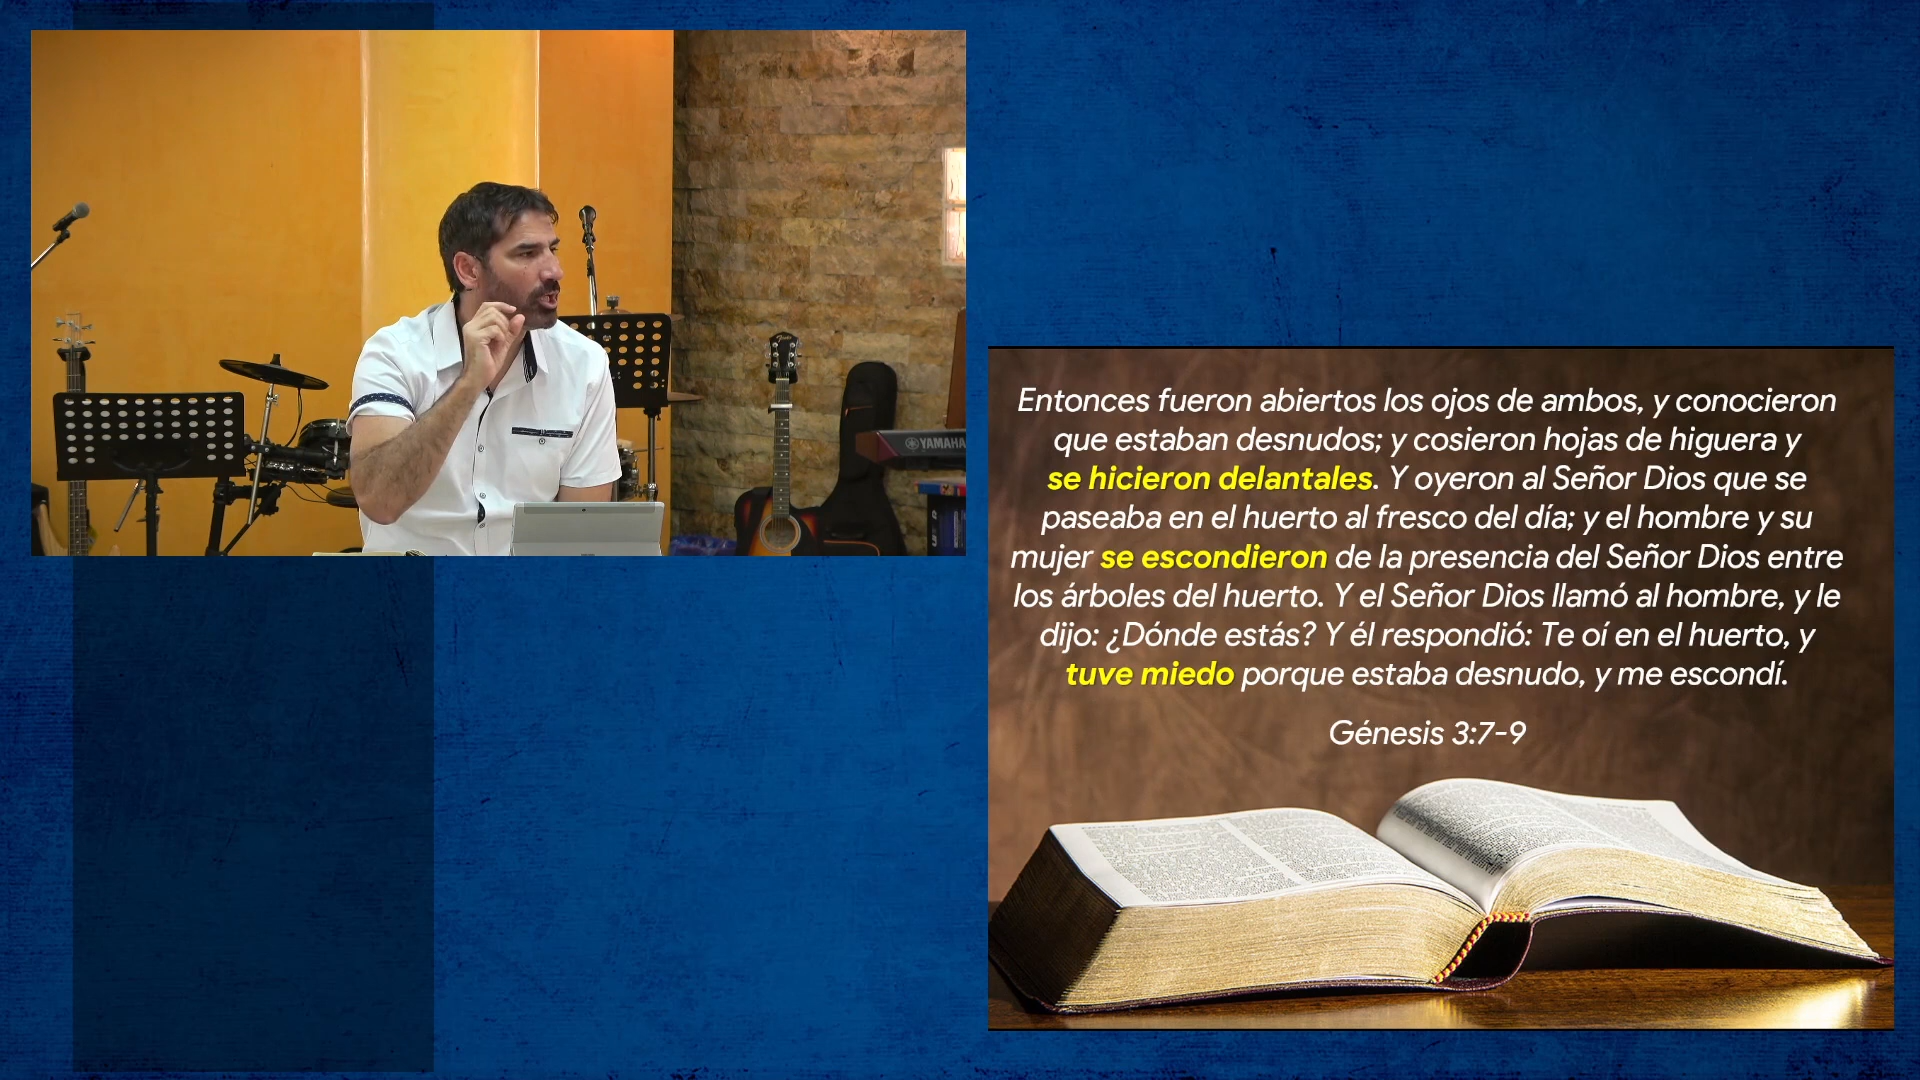 YAMAHA
Fender
Entonces fueron abiertos los ojos de ambos, y conocieron
que estaban desnudos; y cosieron hojas de higuera y
se hicieron delantales. Y oyeron al Señor Dios que se
paseaba en el huerto al fresco del día; y el hombre y su
mujer se escondieron de la presencia del Señor Dios entre
los árboles del huerto. Y el Señor Dios llamó al hombre, y le
dijo: ¿Dónde estás? Y él respondió: Te oí en el huerto, y
tuve miedo porque estaba desnudo, y me escondí.
Génesis 3:7-9